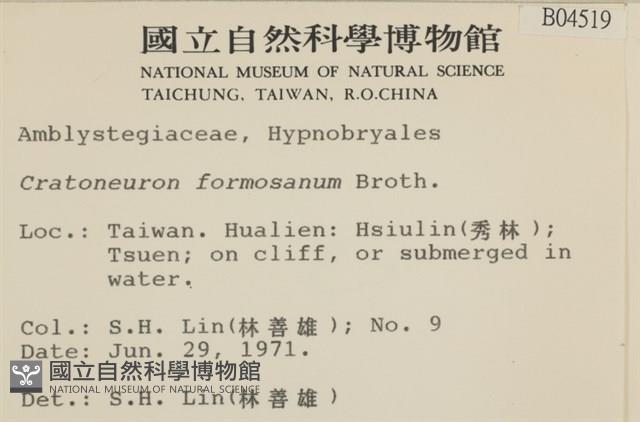 B04519
國立自然科學博物館
NATIONAL MUSEUM OF NATURAL SCIENCE
TAICHUNG, TAIWAN, R.O.CHINA
Amblystegiaceae, Hypnobryales
Cratoneuron formosanum Broth.
Loc.: Taiwan. Hualien: Hsiulin(秀林);
Tsuen; on cliff, or submerged in
water.
Col.: S.H. Lin(林善雄); No. 9
Date: Jun. 29, 1971.
國立自然科學博物館
NATIONAL MUSEUM OF NATURAL SCIENCE
Det.: S.H. Lin(林善雄)